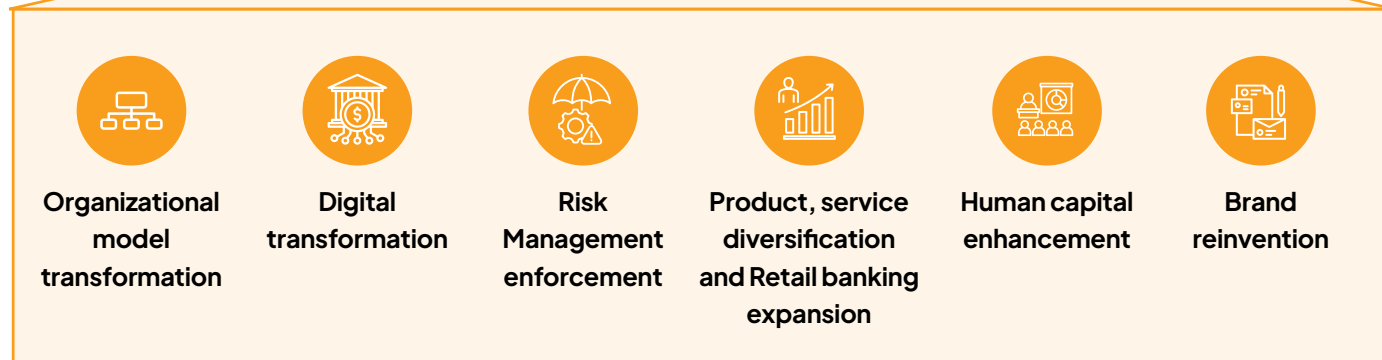 Organizational
model
transformation
Digital
transformation
Risk
Management
enforcement
Product, service
diversification
and Retail banking
expansion
Human capital
enhancement
Brand
reinvention